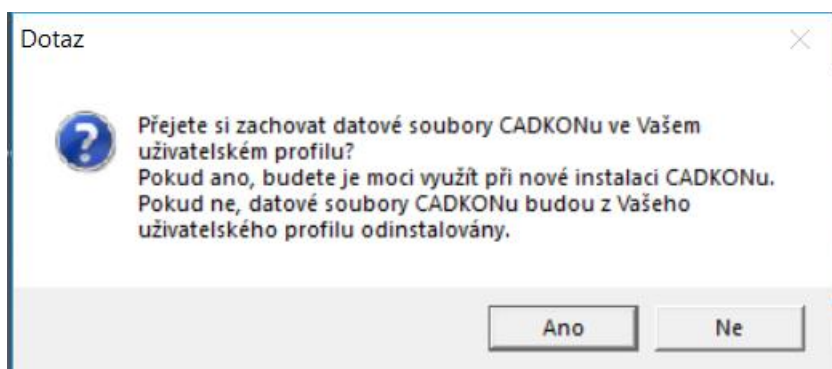 Dotaz
Přejete si zachovat datové soubory CADKONu ve Vašem
uživatelském profilu?
Pokud ano, budete je moci využít při nové instalaci CADKONu.
Pokud ne, datové soubory CADKONu budou z Vašeho
uživatelského profilu odinstalovány.
Ano
Ne